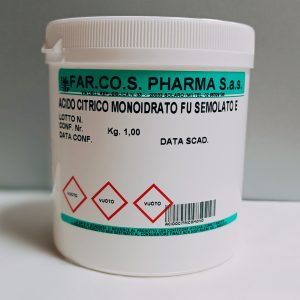 FAR.CO.S. PHARMA S.a.s.
ACIDO CITRICO MONOIDRATO FU SEMOLATO E
LOTTO N.
CONF. Nr. Kg. 1,00
DATA CONF. DATA SCAD.
VUOTO VUOTO VUOTO